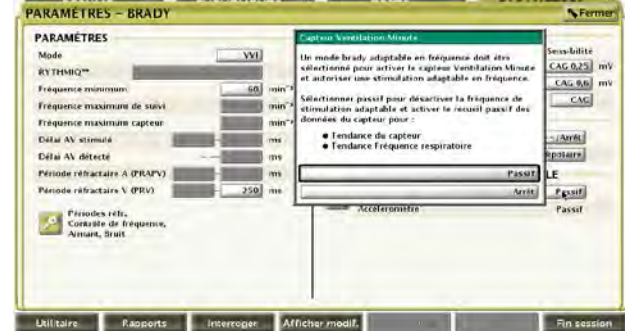 PARAMÈTRES - BRADY
Fermer
PARAMÈTRES
Mode VVI
RYTHMIQ™
Fréquence minimum 60 min⁻¹
Fréquence maximum de suivi min⁻¹
Fréquence maximum capteur min⁻¹
Délai AV stimulé ms
Délai AV détecté ms
Période réfractaire A (PRAPV) ms
Période réfractaire V (PRV) 250 ms
Périodes réfr.,
Contrôle de fréquence,
Aimant, Bruit
Capteur Ventilation Minute
Un mode brady adaptable en fréquence doit être
sélectionné pour activer le capteur Ventilation Minute
et autoriser une stimulation adaptable en fréquence.
Sélectionner passif pour désactiver la fréquence de
stimulation adaptable et activer le recueil passif des
données du capteur pour :
• Tendance du capteur
• Tendance Fréquence respiratoire
Passif
Arrêt
Sensibilité
CAG 0,25 mV
CAG 0,6 mV
CAG
Arrêt
LE
Passif
Accéléromètre Passif
Utilitaire Rapports Interroger Afficher modif. Fin session